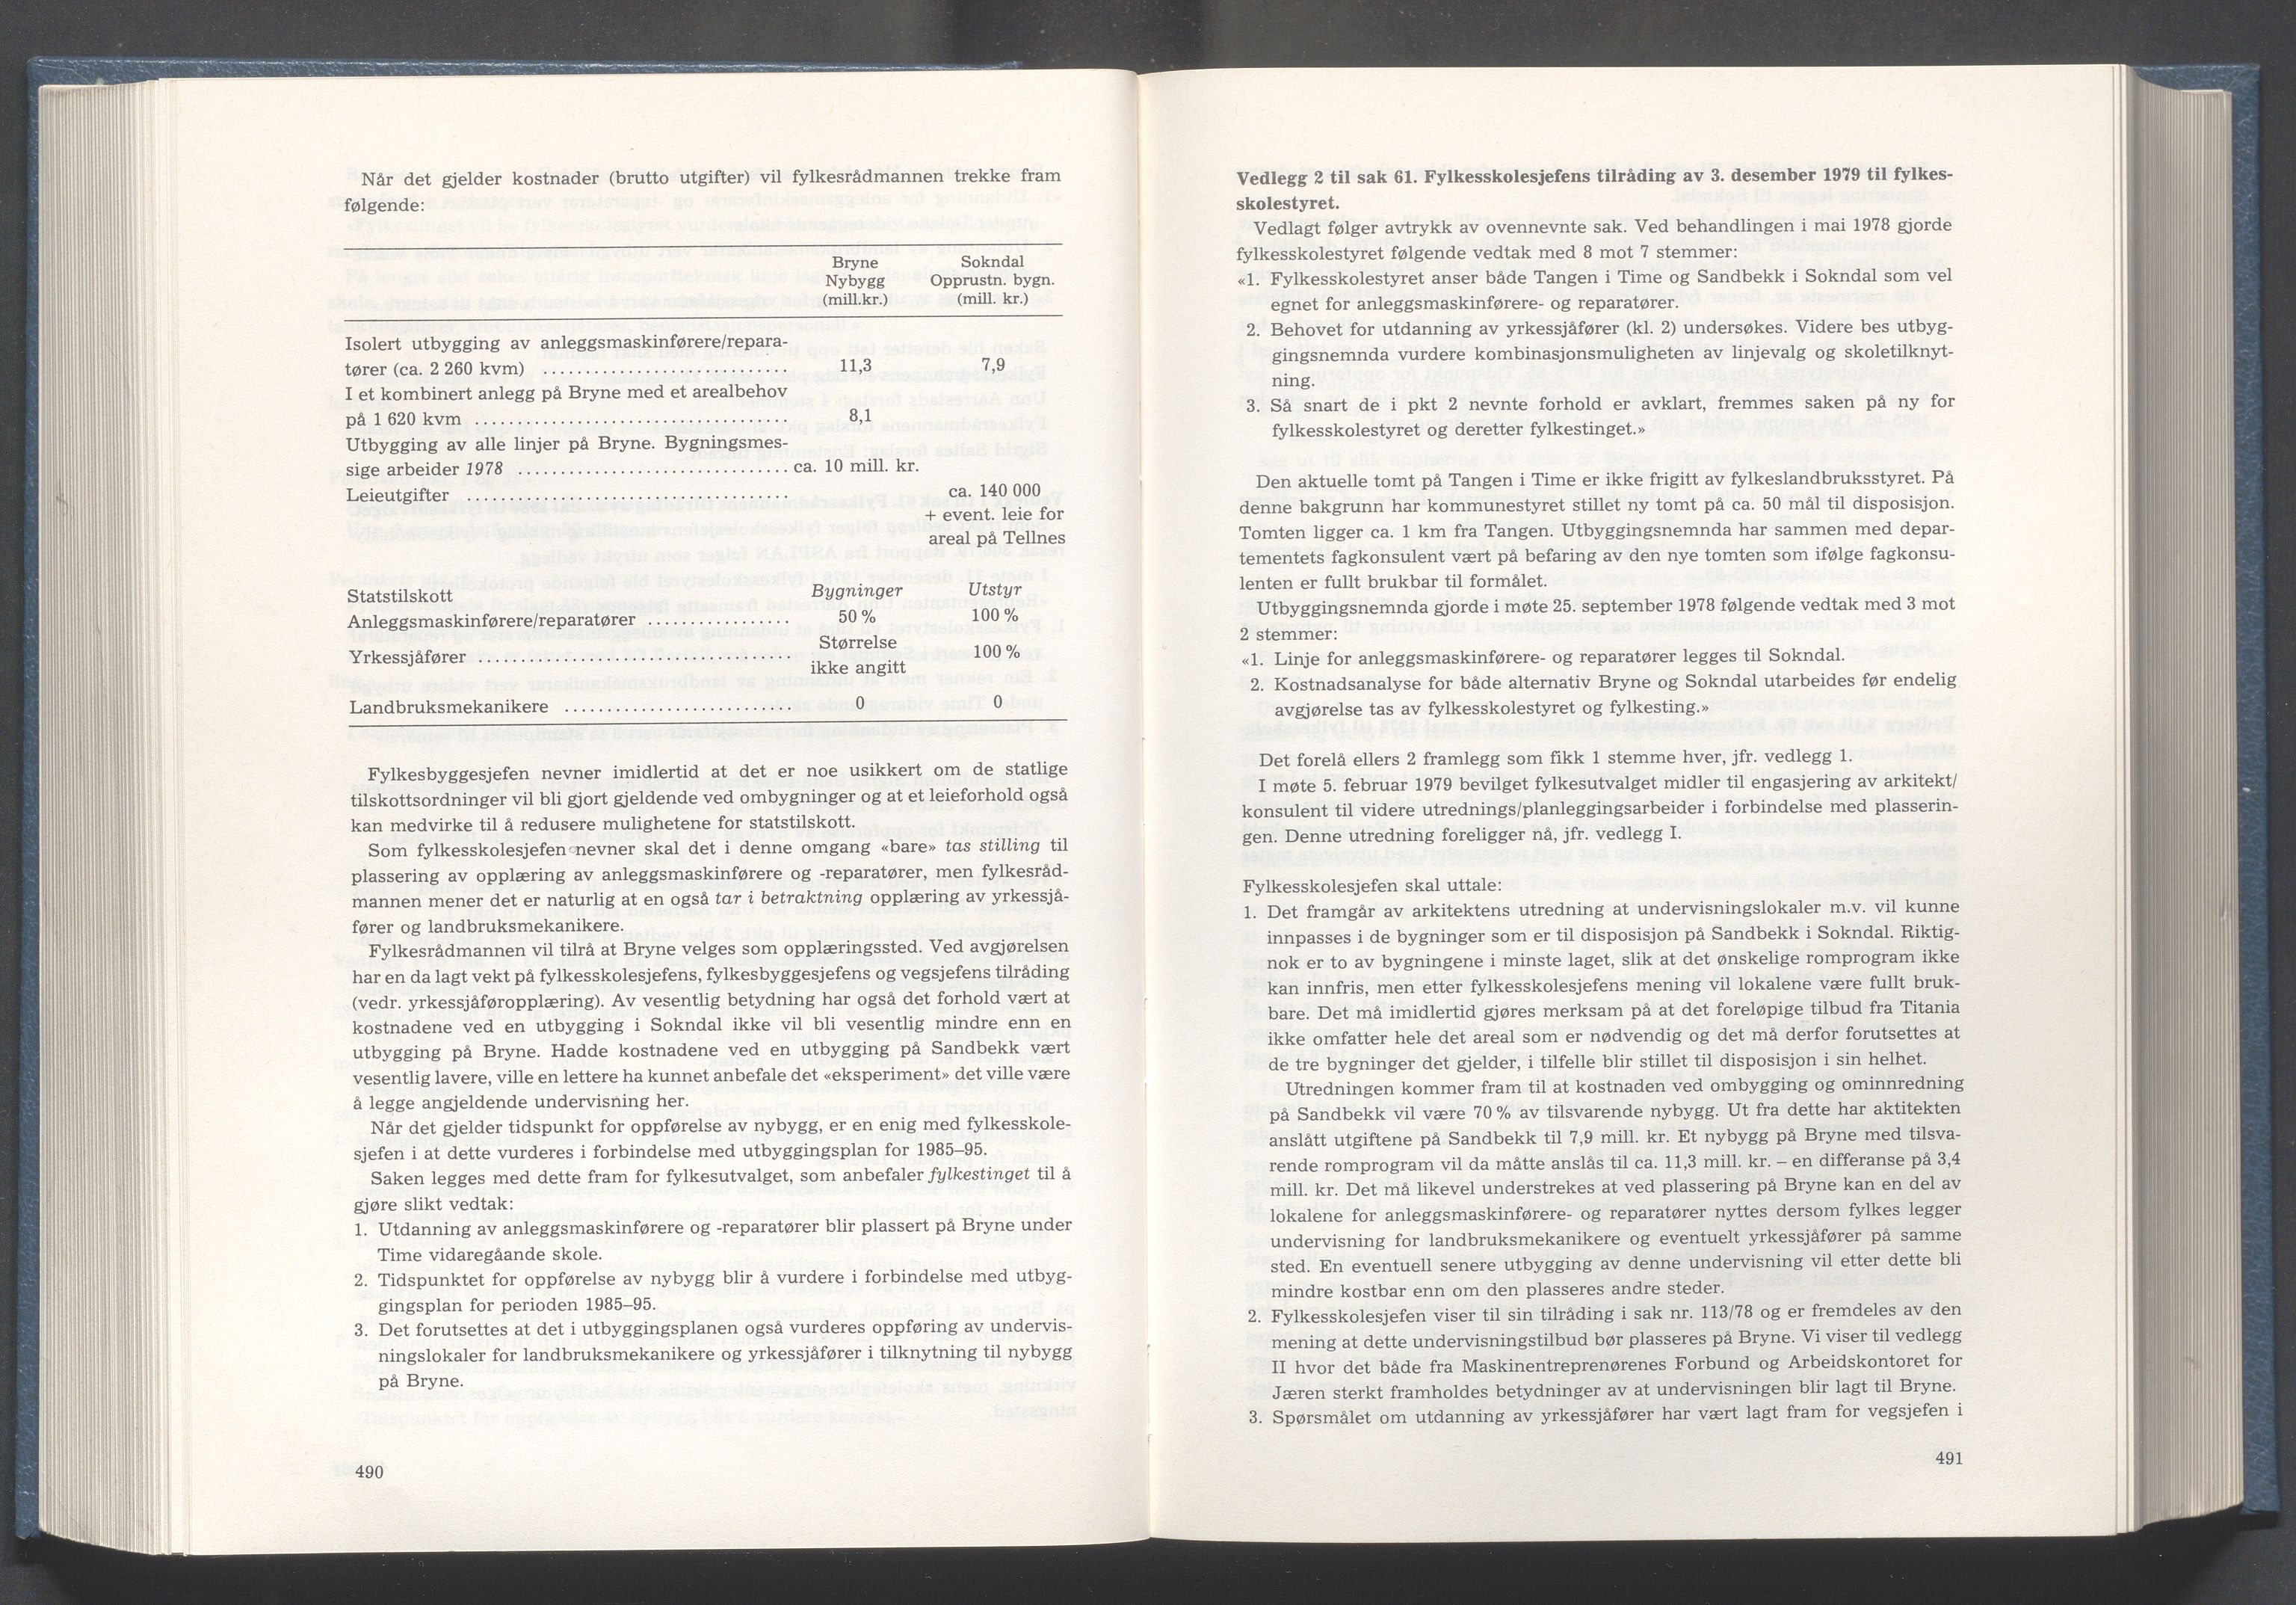 Når det gjelder kostnader (brutto utgifter) vil fylkesrådmannen trekke fram
følgende:
Bryne Sokndal
Nybygg Opprustn. bygn.
(mill.kr.) (mill. kr.)
Isolert utbygging av anleggsmaskinførere/repara-
tører (ca. 2 260 kvm) ............................. 11,3 7,9
I et kombinert anlegg på Bryne med et arealbehov
på 1 620 kvm ..................................... 8,1
Utbygging av alle linjer på Bryne. Bygningsmes-
sige arbeider 1978 ................................ ca. 10 mill. kr.
Leieutgifter ...................................... ca. 140 000
+ event. leie for
areal på Tellnes
Statstilskott Bygninger Utstyr
Anleggsmaskinførere/reparatører ................. 50 % 100 %
Yrkessjåfører ..................................... Størrelse 100 %
ikke angitt
Landbruksmekanikere ........................... 0 0
Fylkesbyggesjefen nevner imidlertid at det er noe usikkert om de statlige
tilskottsordninger vil bli gjort gjeldende ved ombygninger og at et leieforhold også
kan medvirke til å redusere mulighetene for statstilskott.
Som fylkesskolesjefen nevner skal det i denne omgang «bare» tas stilling til
plassering av opplæring av anleggsmaskinførere og -reparatører, men fylkesråd-
mannen mener det er naturlig at en også tar i betraktning opplæring av yrkessjå-
fører og landbruksmekanikere.
Fylkesrådmannen vil tilrå at Bryne velges som opplæringssted. Ved avgjørelsen
har en da lagt vekt på fylkesskolesjefens, fylkesbyggesjefens og vegsjefens tilråding
(vedr. yrkessjåføropplæring). Av vesentlig betydning har også det forhold vært at
kostnadene ved en utbygging i Sokndal ikke vil bli vesentlig mindre enn en
utbygging på Bryne. Hadde kostnadene ved en utbygging på Sandbekk vært
vesentlig lavere, ville en lettere ha kunnet anbefale det «eksperiment» det ville være
å legge angjeldende undervisning her.
Når det gjelder tidspunkt for oppførelse av nybygg, er en enig med fylkesskole-
sjefen i at dette vurderes i forbindelse med utbyggingsplan for 1985–95.
Saken legges med dette fram for fylkesutvalget, som anbefaler fylkestinget til å
gjøre slikt vedtak:
1. Utdanning av anleggsmaskinførere og -reparatører blir plassert på Bryne under
Time vidaregåande skole.
2. Tidspunktet for oppførelse av nybygg blir å vurdere i forbindelse med utbyg-
gingsplan for perioden 1985–95.
3. Det forutsettes at det i utbyggingsplanen også vurderes oppføring av undervis-
ningslokaler for landbruksmekanikere og yrkessjåfører i tilknytning til nybygg
på Bryne.
490
Vedlegg 2 til sak 61. Fylkesskolesjefens tilråding av 3. desember 1979 til fylkes-
skolestyret.
Vedlagt følger avtrykk av ovennevnte sak. Ved behandlingen i mai 1978 gjorde
fylkesskolestyret følgende vedtak med 8 mot 7 stemmer:
«1. Fylkesskolestyret anser både Tangen i Time og Sandbekk i Sokndal som vel
egnet for anleggsmaskinførere- og reparatører.
2. Behovet for utdanning av yrkessjåfører (kl. 2) undersøkes. Videre bes utbyg-
gingsnemnda vurdere kombinasjonsmuligheten av linjevalg og skoletilknyt-
ning.
3. Så snart de i pkt 2 nevnte forhold er avklart, fremmes saken på ny for
fylkesskolestyret og deretter fylkestinget.»
Den aktuelle tomt på Tangen i Time er ikke frigitt av fylkeslandbruksstyret. På
denne bakgrunn har kommunestyret stillet ny tomt på ca. 50 mål til disposisjon.
Tomten ligger ca. 1 km fra Tangen. Utbyggingsnemnda har sammen med depar-
tementets fagkonsulent vært på befaring av den nye tomten som ifølge fagkonsu-
lenten er fullt brukbar til formålet.
Utbyggingsnemnda gjorde i møte 25. september 1978 følgende vedtak med 3 mot
2 stemmer:
«1. Linje for anleggsmaskinførere- og reparatører legges til Sokndal.
2. Kostnadsanalyse for både alternativ Bryne og Sokndal utarbeides før endelig
avgjørelse tas av fylkesskolestyret og fylkesting.»
Det forelå ellers 2 framlegg som fikk 1 stemme hver, jfr. vedlegg 1.
I møte 5. februar 1979 bevilget fylkesutvalget midler til engasjering av arkitekt/
konsulent til videre utrednings/planleggingsarbeider i forbindelse med plasserin-
gen. Denne utredning foreligger nå, jfr. vedlegg I.
Fylkesskolesjefen skal uttale:
1. Det framgår av arkitektens utredning at undervisningslokaler m.v. vil kunne
innpasses i de bygninger som er til disposisjon på Sandbekk i Sokndal. Riktig-
nok er to av bygningene i minste laget, slik at det ønskelige romprogram ikke
kan innfris, men etter fylkesskolesjefens mening vil lokalene være fullt bruk-
bare. Det må imidlertid gjøres merksam på at det foreløpige tilbud fra Titania
ikke omfatter hele det areal som er nødvendig og det må derfor forutsettes at
de tre bygninger det gjelder, i tilfelle blir stillet til disposisjon i sin helhet.
Utredningen kommer fram til at kostnaden ved ombygging og ominnredning
på Sandbekk vil være 70 % av tilsvarende nybygg. Ut fra dette har aktitekten
anslått utgiftene på Sandbekk til 7,9 mill. kr. Et nybygg på Bryne med tilsva-
rende romprogram vil da måtte anslås til ca. 11,3 mill. kr. – en differanse på 3,4
mill. kr. Det må likevel understrekes at ved plassering på Bryne kan en del av
lokalene for anleggsmaskinførere- og reparatører nyttes dersom fylkes legger
undervisning for landbruksmekanikere og eventuelt yrkessjåfører på samme
sted. En eventuell senere utbygging av denne undervisning vil etter dette bli
mindre kostbar enn om den plasseres andre steder.
2. Fylkesskolesjefen viser til sin tilråding i sak nr. 113/78 og er fremdeles av den
mening at dette undervisningstilbud bør plasseres på Bryne. Vi viser til vedlegg
II hvor det både fra Maskinentreprenørenes Forbund og Arbeidskontoret for
Jæren sterkt framholdes betydninger av at undervisningen blir lagt til Bryne.
3. Spørsmålet om utdanning av yrkessjåfører har vært lagt fram for vegsjefen i
491